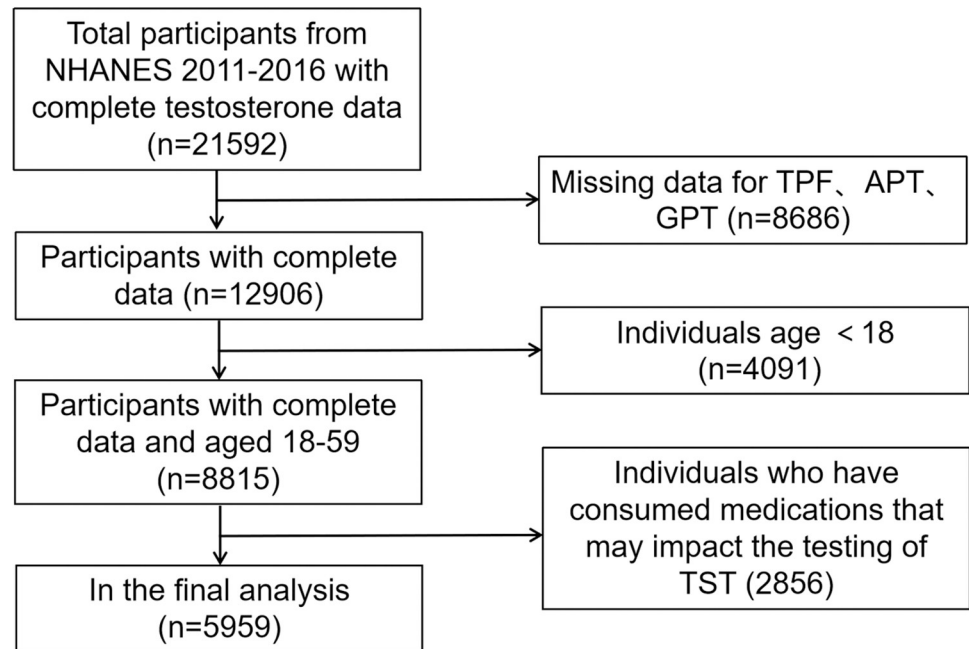 Total participants from
NHANES 2011-2016 with
complete testosterone data
(n=21592)
Missing data for TPF、APT、
GPT (n=8686)
Participants with complete
data (n=12906)
Individuals age < 18
(n=4091)
Participants with complete
data and aged 18-59
(n=8815)
Individuals who have
consumed medications that
may impact the testing of
TST (2856)
In the final analysis
(n=5959)